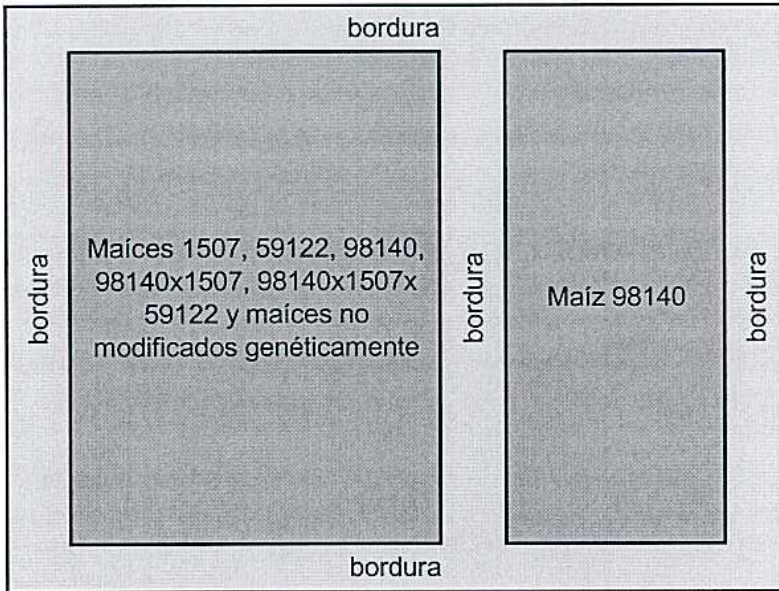 bordura
bordura
Maíces 1507, 59122, 98140,
98140x1507, 98140x1507x
59122 y maíces no
modificados genéticamente
bordura
Maíz 98140
bordura
bordura